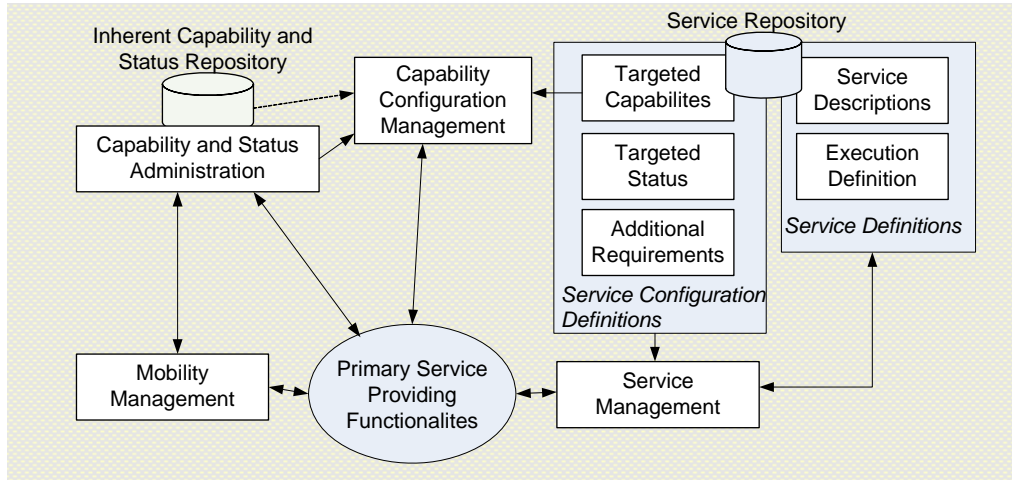 Service Repository
Inherent Capability and
Status Repository
Capability
Configuration
Management
Targeted
Capabilites
Service
Descriptions
Capability and Status
Administration
Targeted
Status
Execution
Definition
Service Definitions
Additional
Requirements
Service Configuration
Definitions
Mobility
Management
Primary Service
Providing
Functionalites
Service
Management